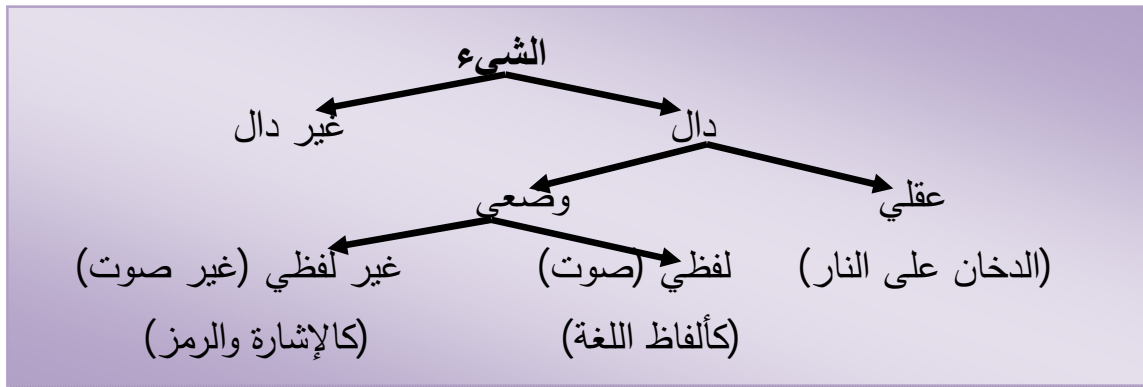 الشيء
دال غير دال
عقلي وضعي
(الدخان على النار) لفظي (صوت) غير لفظي (غير صوت)
(كألفاظ اللغة) (كالإشارة والرمز)